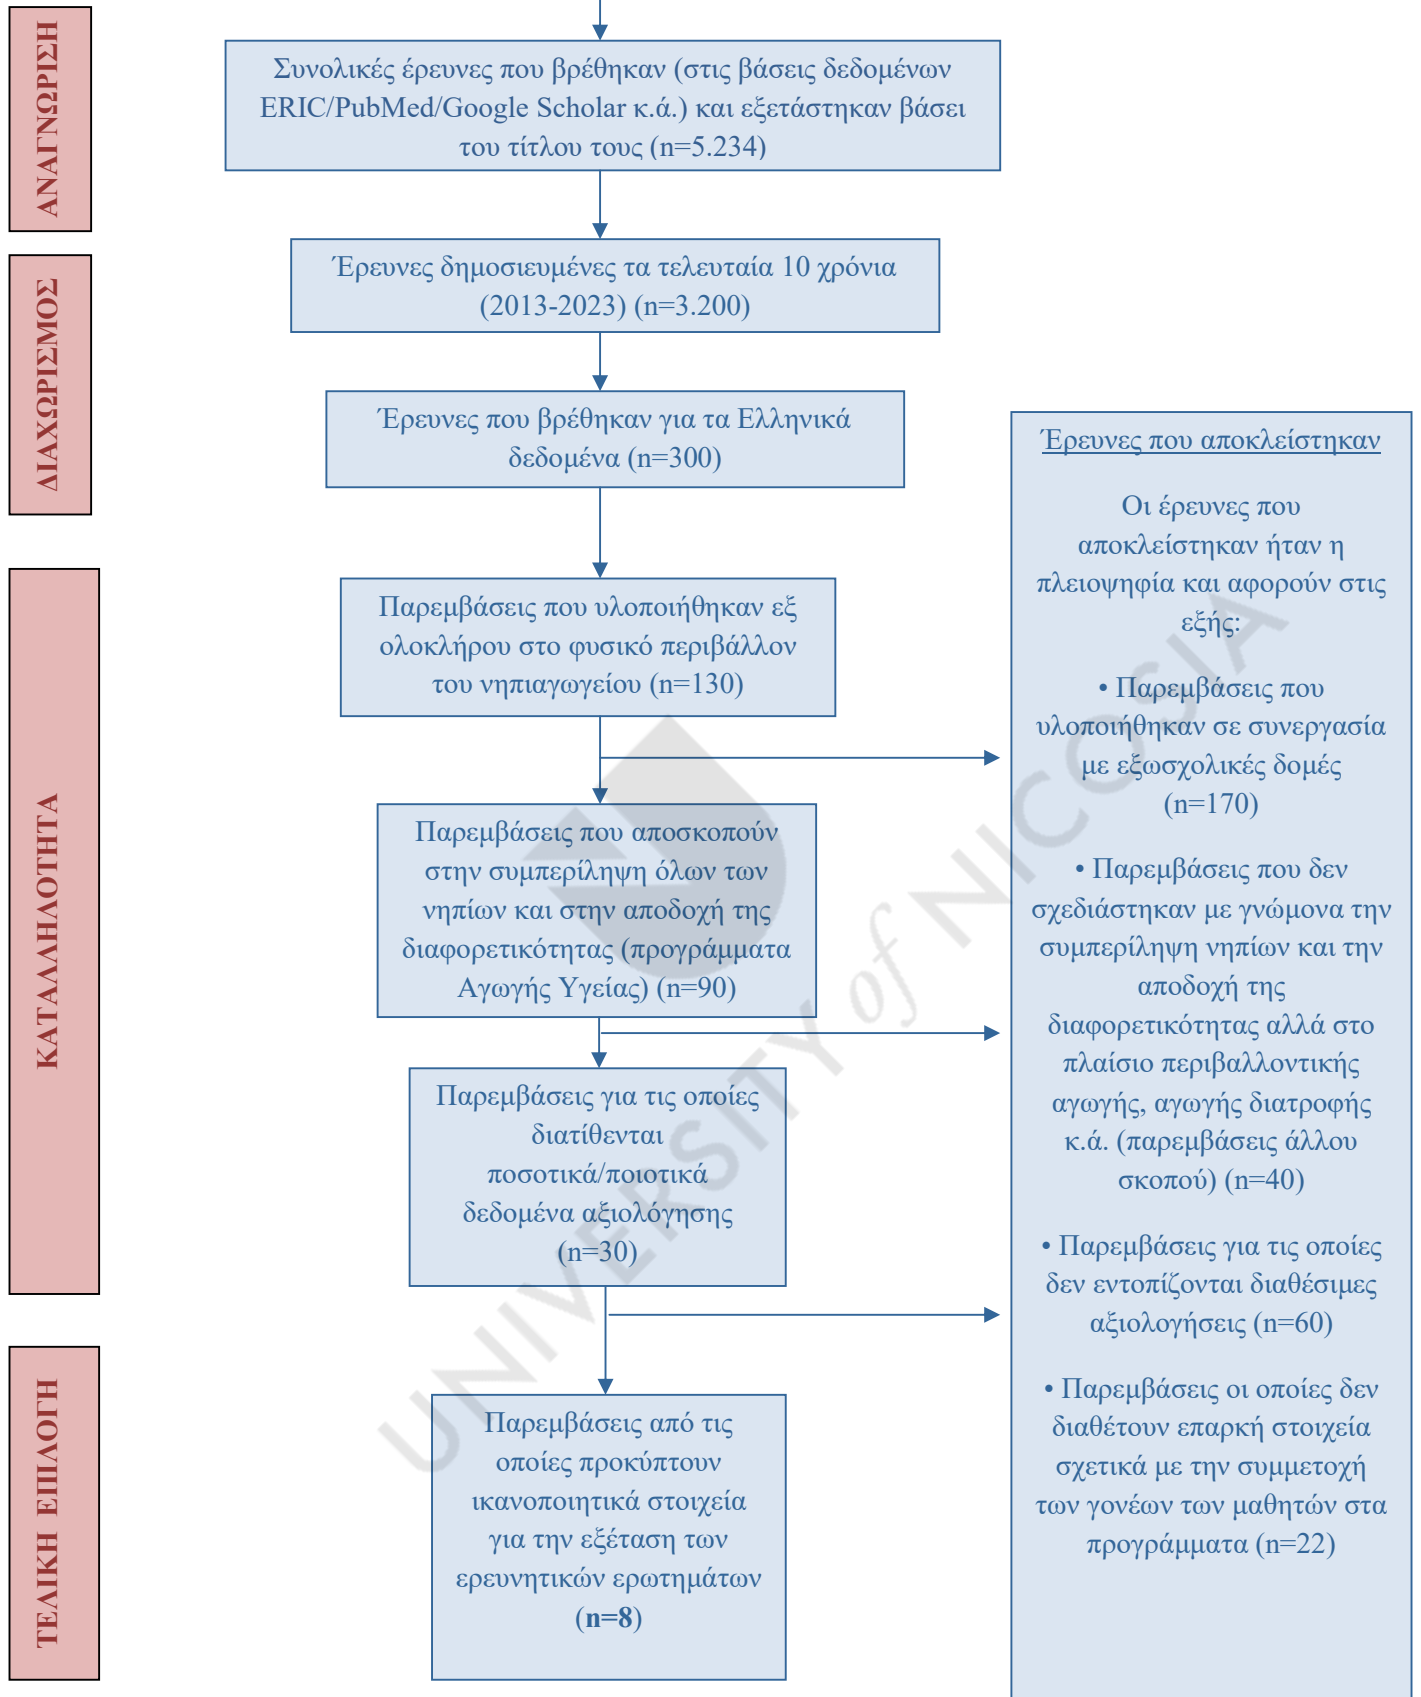 ΑΝΑΓΝΩΡΙΣΗ
Συνολικές έρευνες που βρέθηκαν (στις βάσεις δεδομένων
ERIC/PubMed/Google Scholar κ.ά.) και εξετάστηκαν βάσει
του τίτλου τους (n=5.234)
ΔΙΑΧΩΡΙΣΜΟΣ
Έρευνες δημοσιευμένες τα τελευταία 10 χρόνια
(2013-2023) (n=3.200)
Έρευνες που βρέθηκαν για τα Ελληνικά
δεδομένα (n=300)
ΚΑΤΑΛΛΗΛΟΤΗΤΑ
Παρεμβάσεις που υλοποιήθηκαν εξ
ολοκλήρου στο φυσικό περιβάλλον
του νηπιαγωγείου (n=130)
Παρεμβάσεις που αποσκοπούν
στην συμπερίληψη όλων των
νηπίων και στην αποδοχή της
διαφορετικότητας (προγράμματα
Αγωγής Υγείας) (n=90)
Παρεμβάσεις για τις οποίες
διατίθενται
ποσοτικά/ποιοτικά
δεδομένα αξιολόγησης
(n=30)
ΤΕΛΙΚΗ ΕΠΙΛΟΓΗ
Παρεμβάσεις από τις
οποίες προκύπτουν
ικανοποιητικά στοιχεία
για την εξέταση των
ερευνητικών ερωτημάτων
(n=8)
Έρευνες που αποκλείστηκαν
Οι έρευνες που
αποκλείστηκαν ήταν η
πλειοψηφία και αφορούν στις
εξής:
• Παρεμβάσεις που
υλοποιήθηκαν σε συνεργασία
με εξωσχολικές δομές
(n=170)
• Παρεμβάσεις που δεν
σχεδιάστηκαν με γνώμονα την
συμπερίληψη νηπίων και την
αποδοχή της
διαφορετικότητας αλλά στο
πλαίσιο περιβαλλοντικής
αγωγής, αγωγής διατροφής
κ.ά. (παρεμβάσεις άλλου
σκοπού) (n=40)
• Παρεμβάσεις για τις οποίες
δεν εντοπίζονται διαθέσιμες
αξιολογήσεις (n=60)
• Παρεμβάσεις οι οποίες δεν
διαθέτουν επαρκή στοιχεία
σχετικά με την συμμετοχή
των γονέων των μαθητών στα
προγράμματα (n=22)
UNIVERSITY of NICOSIA